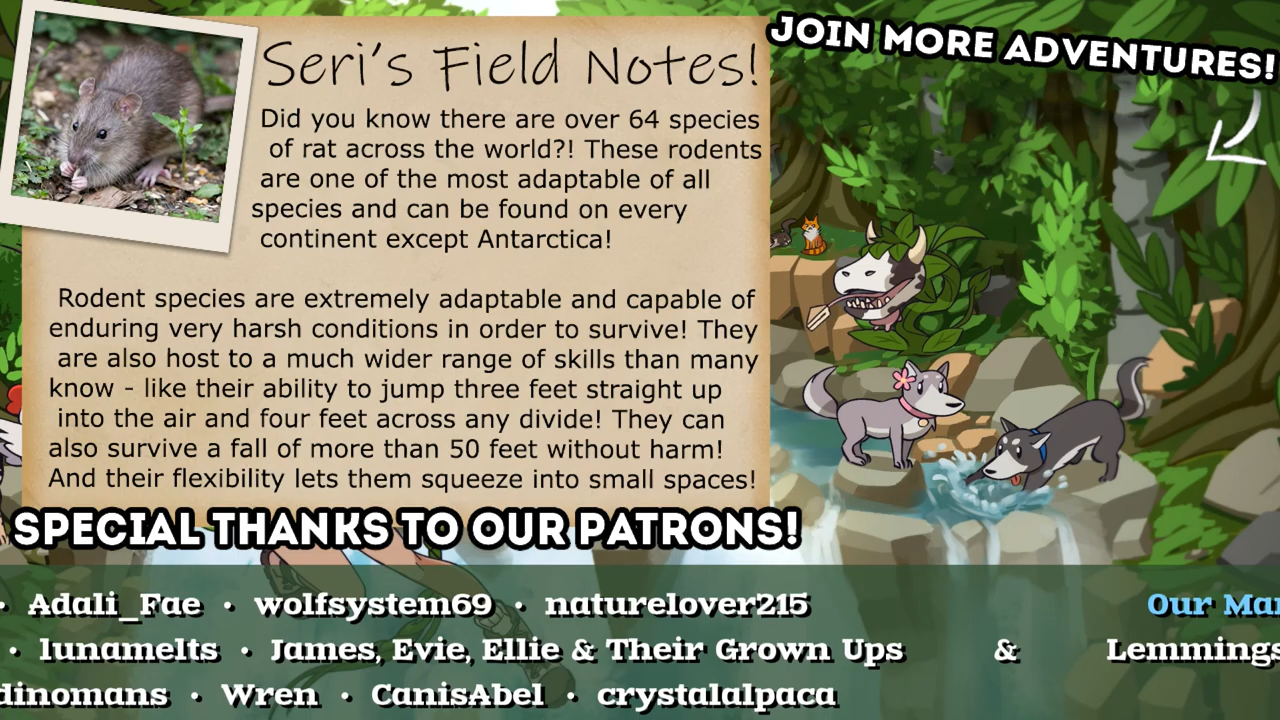 Seri's Field Notes!
Did you know there are over 64 species
of rat across the world?! These rodents
are one of the most adaptable of all
species and can be found on every
continent except Antarctica!
Rodent species are extremely adaptable and capable of
enduring very harsh conditions in order to survive! They
are also host to a much wider range of skills than many
know - like their ability to jump three feet straight up
into the air and four feet across any divide! They can
also survive a fall of more than 50 feet without harm!
And their flexibility lets them squeeze into small spaces!
JOIN MORE ADVENTURES!
SPECIAL THANKS TO OUR PATRONS!
· Adali_Fae · wolfsystem69 · naturelover215
Our Mar
· lunamelts · James, Evie, Ellie & Their Grown Ups & Lemmings
dinomans · Wren · CanisAbel · crystalalpaca